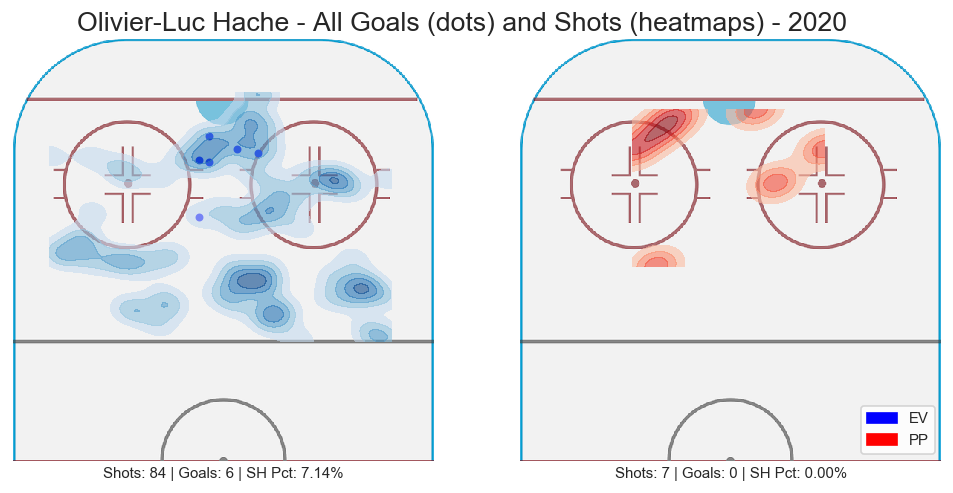 Olivier-Luc Hache - All Goals (dots) and Shots (heatmaps) - 2020
EV
PP
Shots: 84 | Goals: 6 | SH Pct: 7.14%
Shots: 7 | Goals: 0 | SH Pct: 0.00%